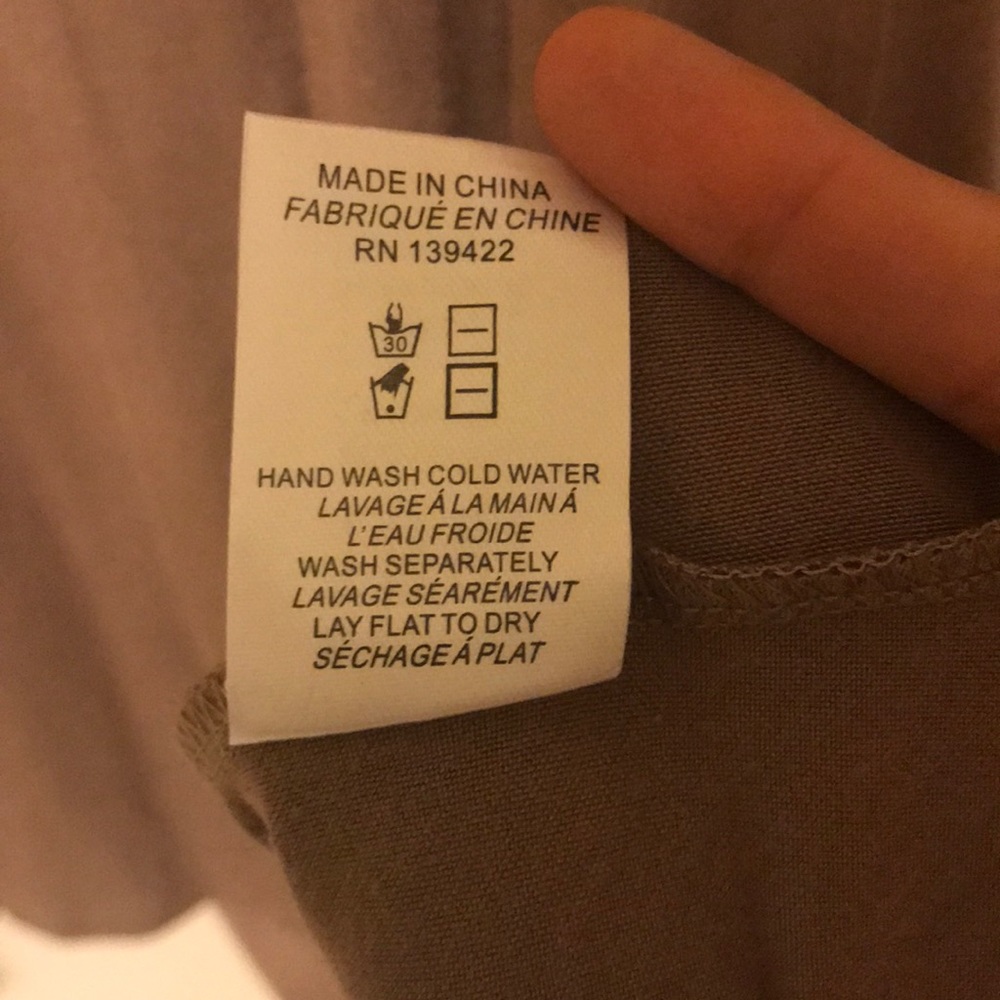 MADE IN CHINA
FABRIQUÉ EN CHINE
RN 139422
30
HAND WASH COLD WATER
LAVAGE Á LA MAIN Á
L'EAU FROIDE
WASH SEPARATELY
LAVAGE SÉARÉMENT
LAY FLAT TO DRY
SÉCHAGE Á PLAT